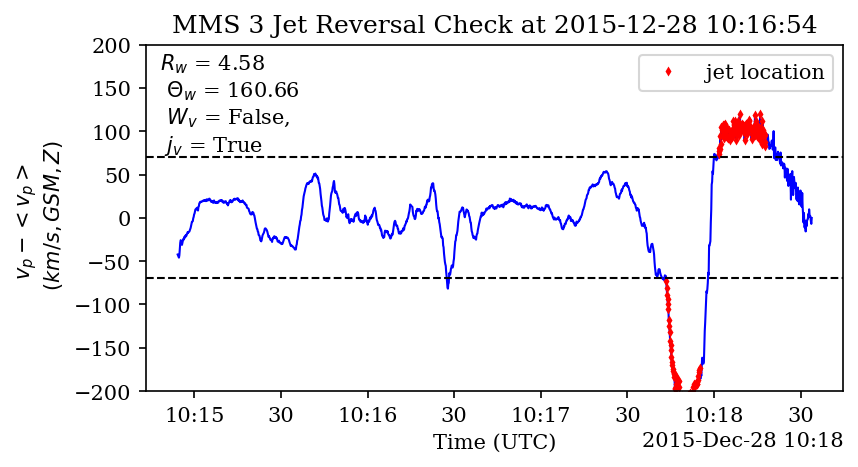 MMS 3 Jet Reversal Check at 2015-12-28 10:16:54
R_w = 4.58
Θ_w = 160.66
W_v = False,
j_v = True
jet location
v_p − < v_p >
(km/s, GSM, Z)
200
150
100
50
0
−50
−100
−150
−200
10:15 30 10:16 30 10:17 30 10:18 30
Time (UTC)
2015-Dec-28 10:18